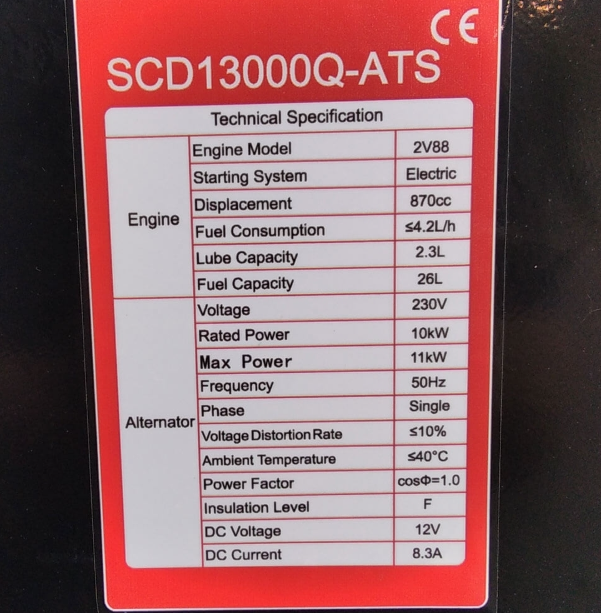 CE
SCD13000Q-ATS
Technical Specification
Engine
Engine Model 2V88
Starting System Electric
Displacement 870cc
Fuel Consumption ≤4.2L/h
Lube Capacity 2.3L
Fuel Capacity 26L
Alternator
Voltage 230V
Rated Power 10kW
Max Power 11kW
Frequency 50Hz
Phase Single
Voltage Distortion Rate ≤10%
Ambient Temperature ≤40°C
Power Factor cosΦ=1.0
Insulation Level F
DC Voltage 12V
DC Current 8.3A